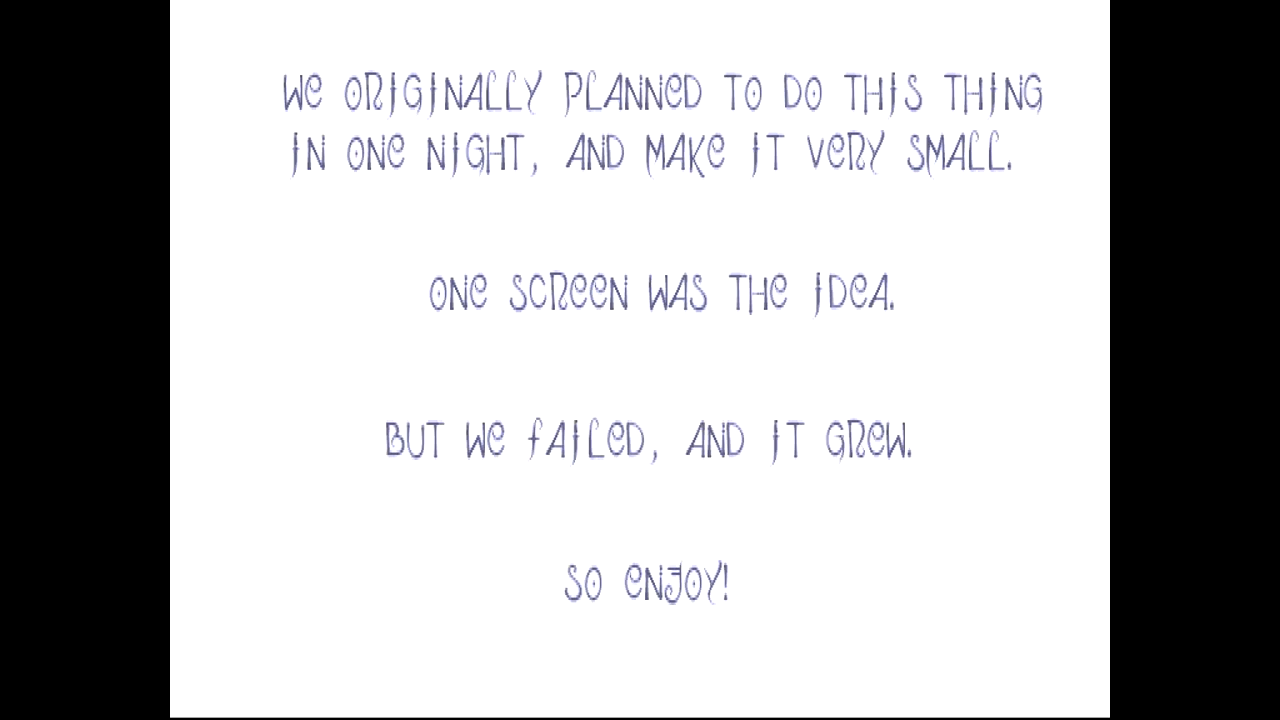 WE ORIGINALLY PLANNED TO DO THIS THING
IN ONE NIGHT, AND MAKE IT VERY SMALL.
ONE SCREEN WAS THE IDEA.
BUT WE FAILED, AND IT GREW.
SO ENJOY!